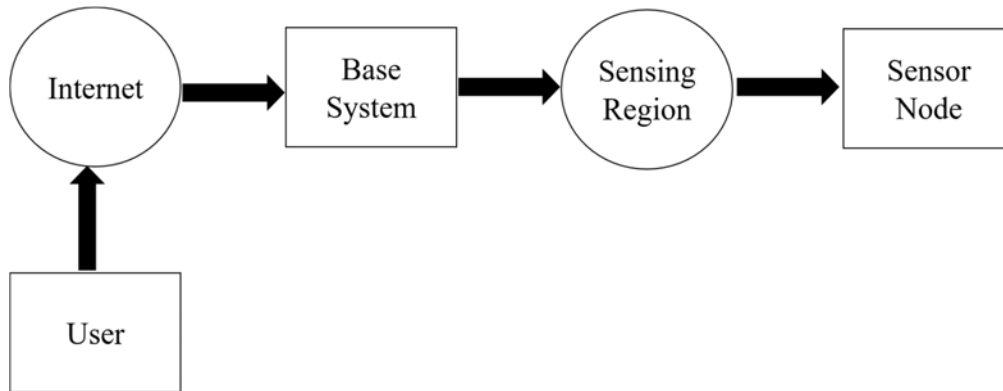 Internet
Base
System
Sensing
Region
Sensor
Node
User